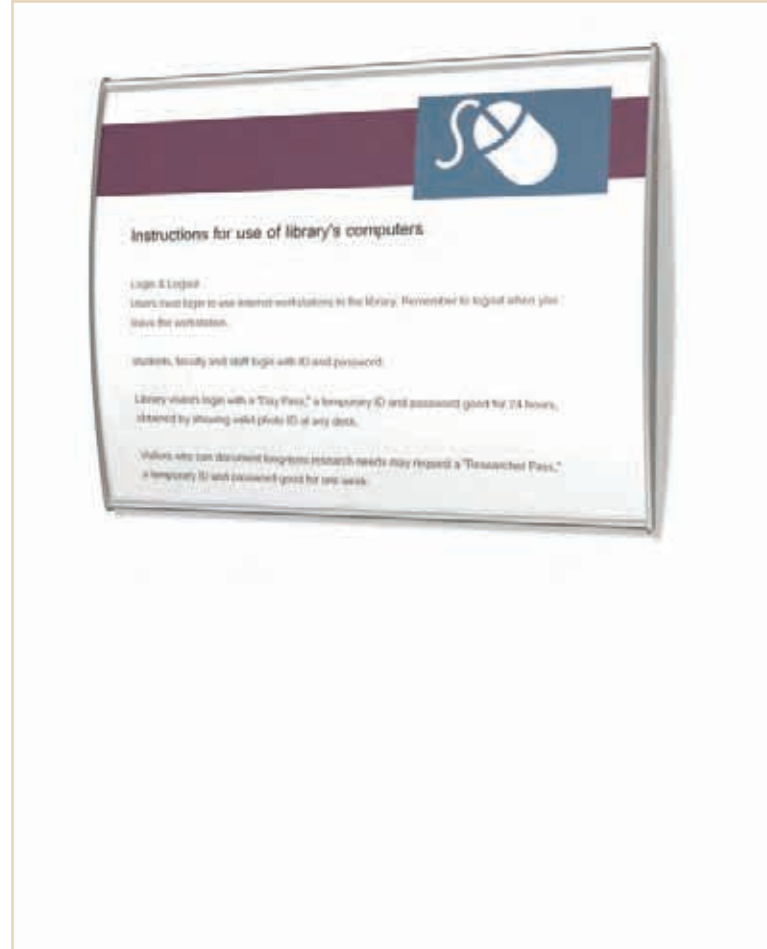 Instructions for use of library's computers
Login & Logout
Users must login to use internet workstations in the library. Remember to logout when you
leave the workstation.
students, faculty and staff login with ID and password.
Library visitors login with a "Day Pass," a temporary ID and password good for 24 hours,
obtained by showing valid photo ID at any desk.
Visitors who can document long-term research needs may request a "Researcher Pass,"
a temporary ID and password good for one week.